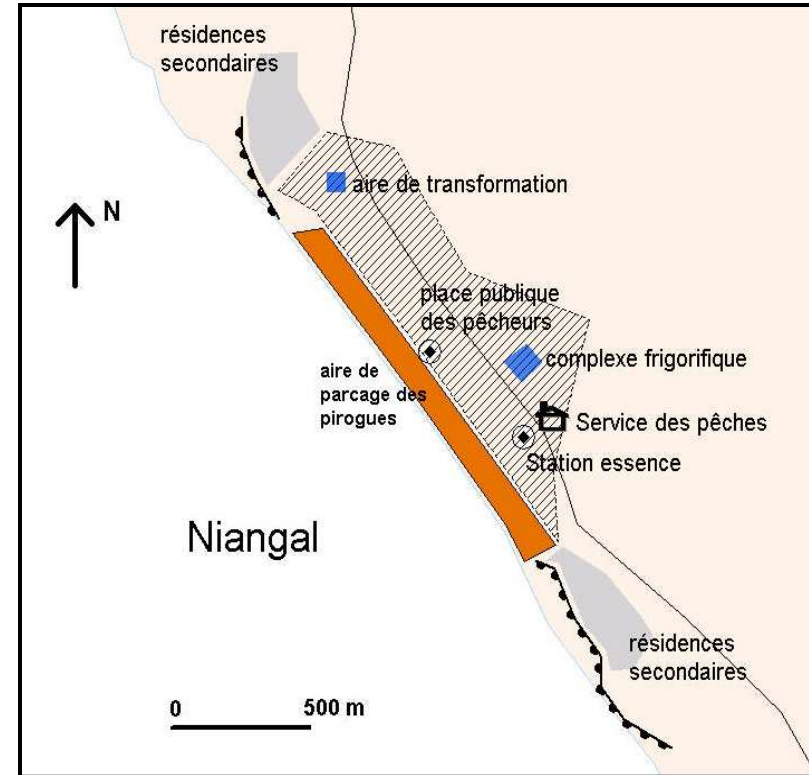 résidences
secondaires
N
aire de transformation
place publique
des pêcheurs
complexe frigorifique
aire de
parcage des
pirogues
Service des pêches
Station essence
Niangal
résidences
secondaires
0 500 m